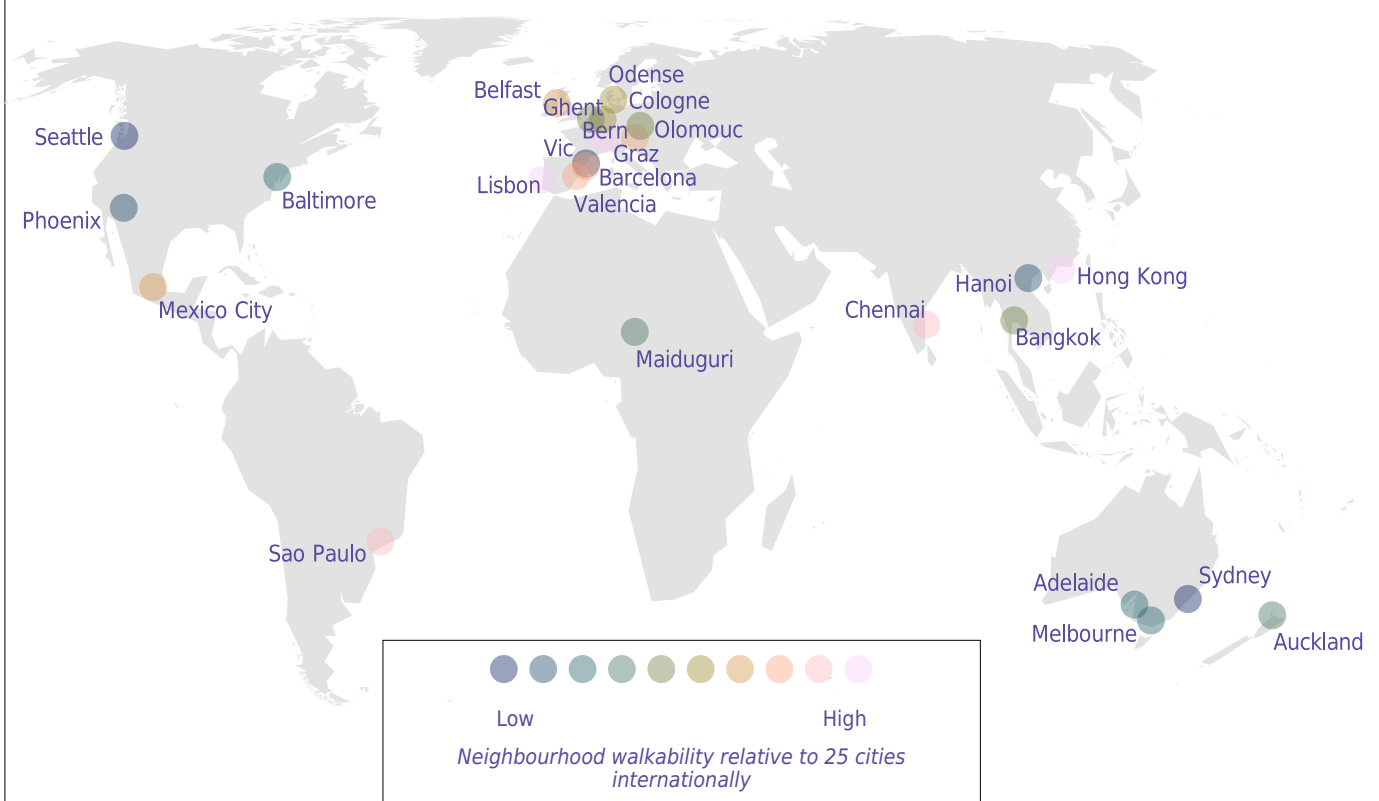 Odense
Belfast
Cologne
Ghent
Bern
Olomouc
Seattle
Vic
Graz
Barcelona
Lisbon
Valencia
Baltimore
Phoenix
Hong Kong
Hanoi
Mexico City
Chennai
Bangkok
Maiduguri
Sao Paulo
Sydney
Adelaide
Melbourne
Auckland
Low
High
Neighbourhood walkability relative to 25 cities
internationally